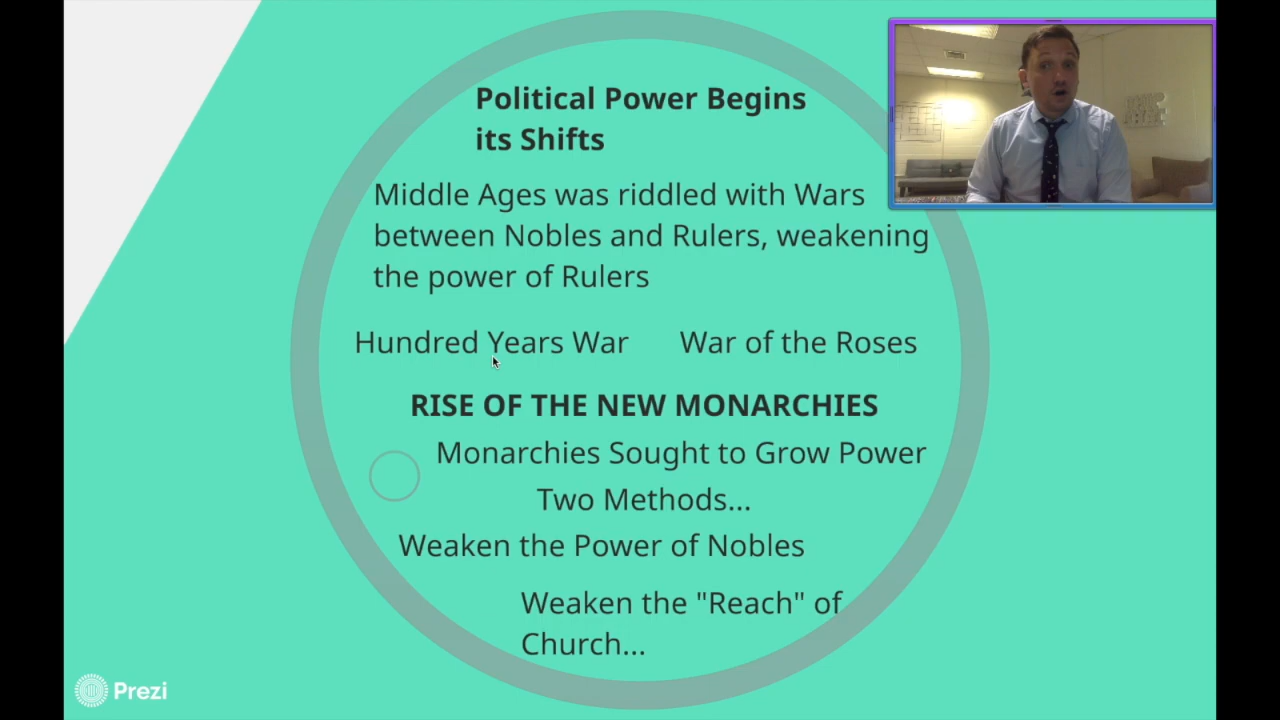 Political Power Begins
its Shifts
Middle Ages was riddled with Wars
between Nobles and Rulers, weakening
the power of Rulers
Hundred Years War
War of the Roses
RISE OF THE NEW MONARCHIES
Monarchies Sought to Grow Power
Two Methods...
Weaken the Power of Nobles
Weaken the "Reach" of
Church...
Prezi